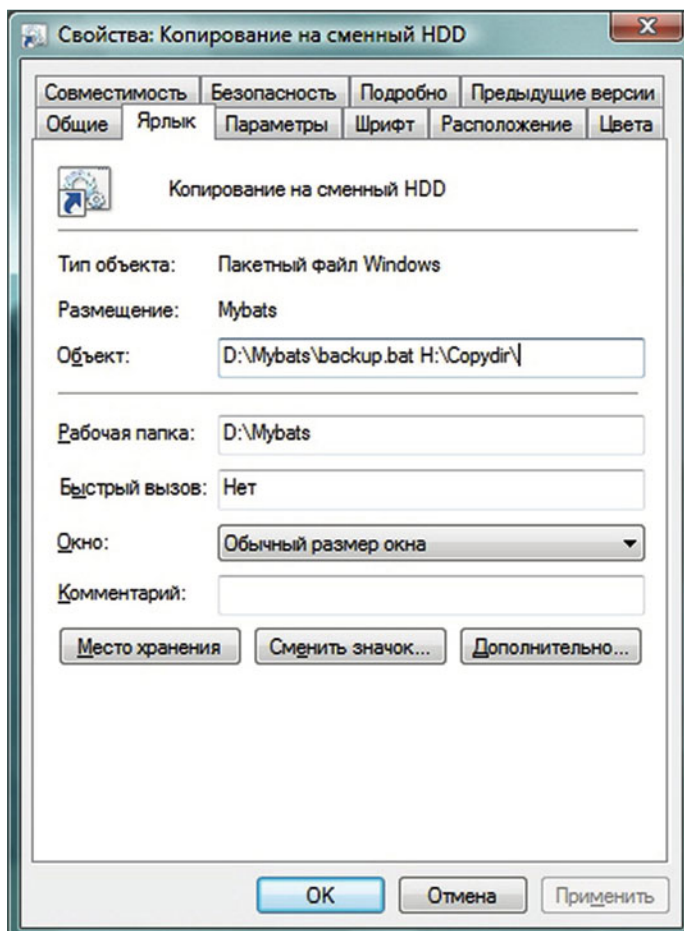 Свойства: Копирование на сменный HDD
Совместимость Безопасность Подробно Предыдущие версии
Общие Ярлык Параметры Шрифт Расположение Цвета
Копирование на сменный HDD
Тип объекта: Пакетный файл Windows
Размещение: Mybats
Объект: D:\Mybats\backup.bat H:\Copydir\
Рабочая папка: D:\Mybats
Быстрый вызов: Нет
Окно: Обычный размер окна
Комментарий:
Место хранения Сменить значок... Дополнительно...
OK Отмена Применить